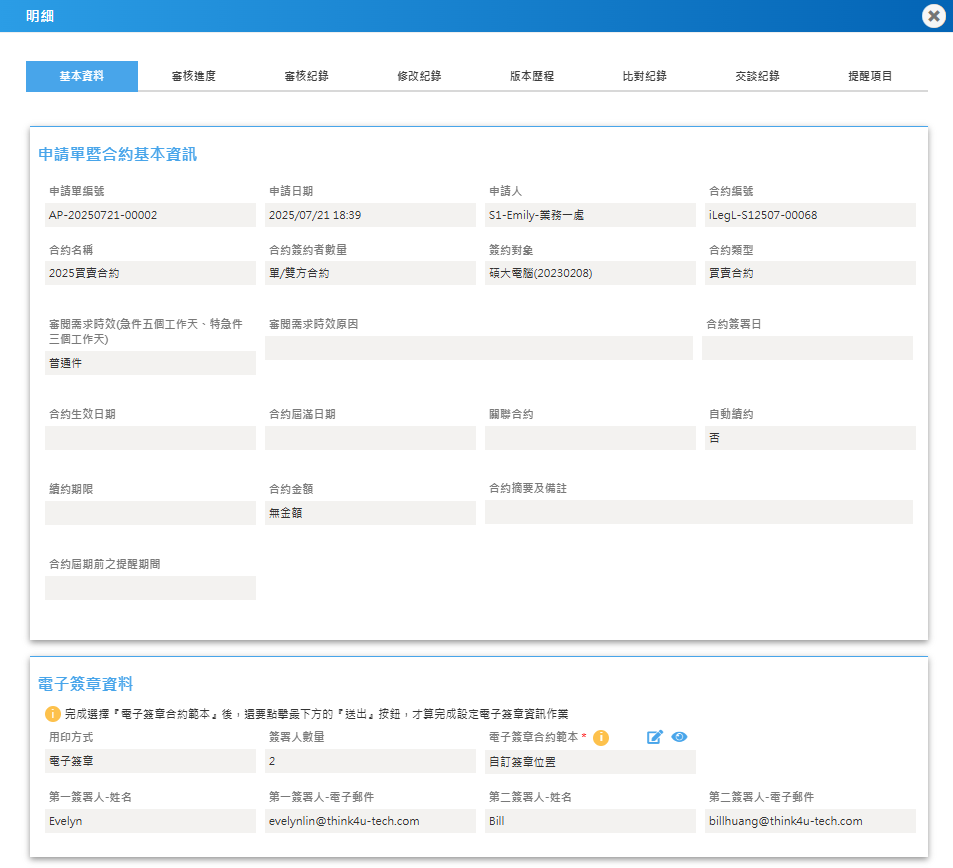 明細
基本資料 審核進度 審核紀錄 修改紀錄 版本歷程 比對紀錄 交談紀錄 提醒項目
申請單暨合約基本資訊
申請單編號 申請日期 申請人 合約編號
AP-20250721-00002 2025/07/21 18:39 S1-Emily-業務一處 iLegL-S12507-00068
合約名稱 合約簽約者數量 簽約對象 合約類型
2025買賣合約 單/雙方合約 碩大電腦(20230208) 買賣合約
審閱需求時效(急件五個工作天、特急件 審閱需求時效原因 合約簽署日
三個工作天)
普通件
合約生效日期 合約屆滿日期 關聯合約 自動續約
否
續約期限 合約金額 合約摘要及備註
無金額
合約屆期前之提醒期間
電子簽章資料
完成選擇『電子簽章合約範本』後，還要點擊最下方的『送出』按鈕，才算完成設定電子簽章資訊作業
用印方式 簽署人數量 電子簽章合約範本 *
電子簽章 2 自訂簽章位置
第一簽署人-姓名 第一簽署人-電子郵件 第二簽署人-姓名 第二簽署人-電子郵件
Evelyn evelynlin@think4u-tech.com Bill billhuang@think4u-tech.com